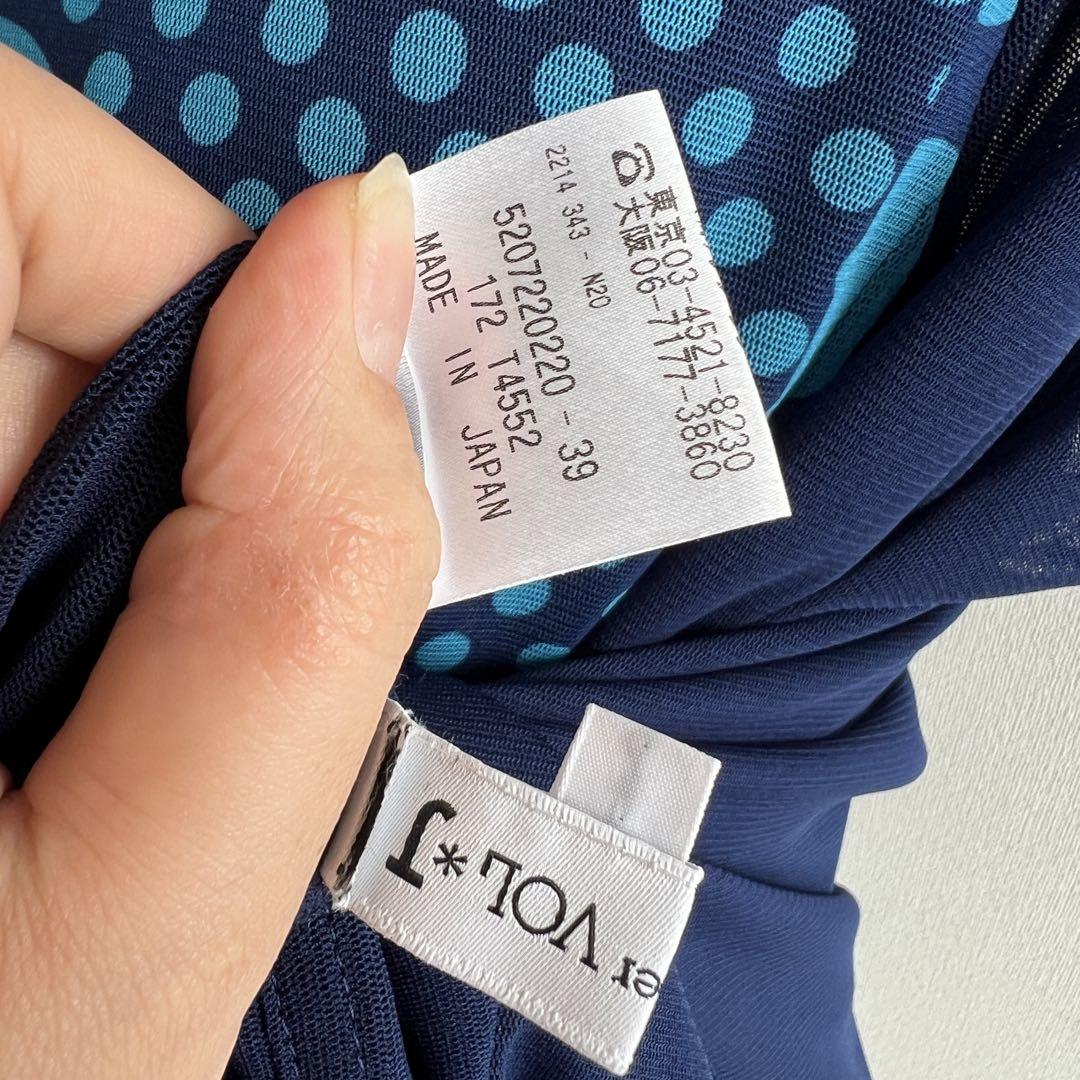 ☎東京03-4521-8230
☎大阪06-7177-3860
2214 343 - N20
5207220220 - 39
172 T4552
MADE IN JAPAN
er VOL*J